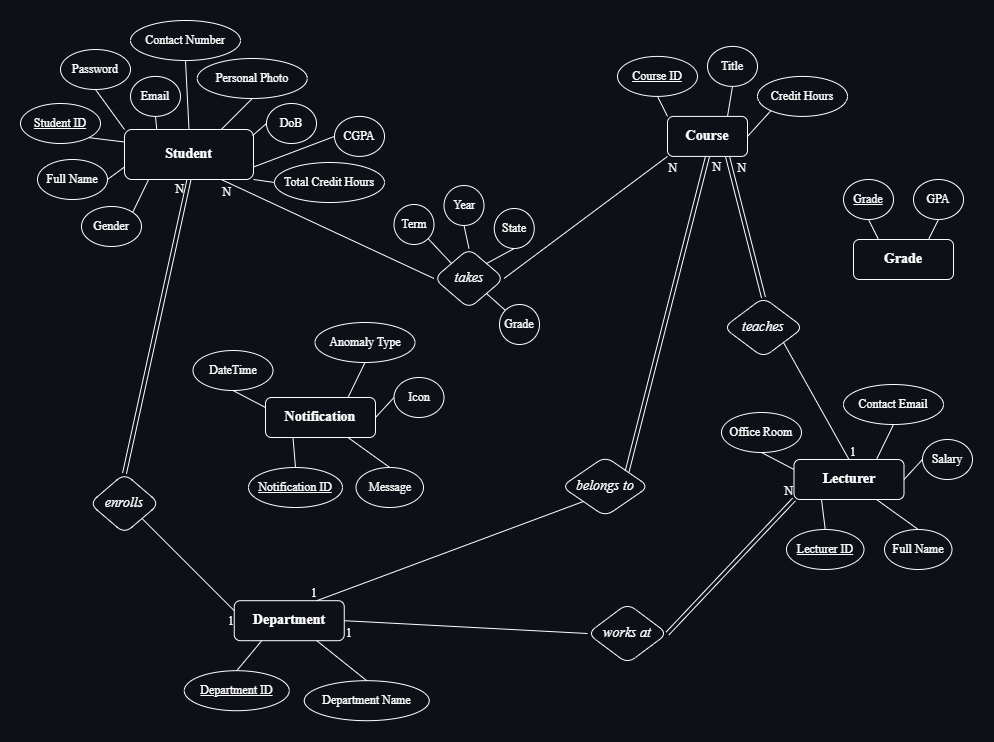 Contact Number
Password
Personal Photo
Email
Student ID
DoB
CGPA
Student
Full Name
Total Credit Hours
Gender
N
N
Course ID
Title
Credit Hours
Course
N
N
N
Term
Year
State
takes
Grade
Grade
GPA
Grade
teaches
DateTime
Anomaly Type
Icon
Notification
Notification ID
Message
Contact Email
Office Room
Salary
1
Lecturer
N
Lecturer ID
Full Name
enrolls
belongs to
1
1
Department
1
works at
Department ID
Department Name